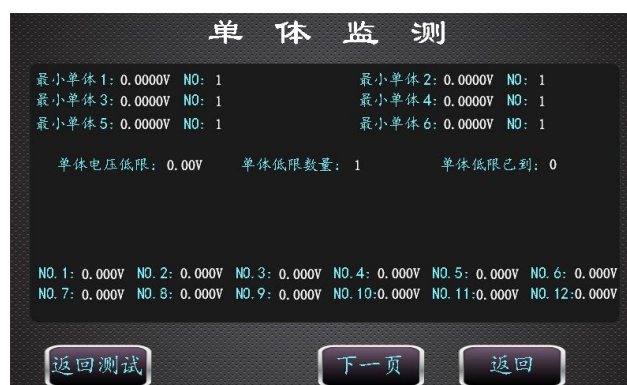 单体监测
最小单体1: 0.0000V NO: 1 最小单体2: 0.0000V NO: 1
最小单体3: 0.0000V NO: 1 最小单体4: 0.0000V NO: 1
最小单体5: 0.0000V NO: 1 最小单体6: 0.0000V NO: 1
单体电压低限: 0.00V 单体低限数量: 1 单体低限已到: 0
NO.1: 0.000V NO.2: 0.000V NO.3: 0.000V NO.4: 0.000V NO.5: 0.000V NO.6: 0.000V
NO.7: 0.000V NO.8: 0.000V NO.9: 0.000V NO.10:0.000V NO.11:0.000V NO.12:0.000V
返回测试 下一页 返回